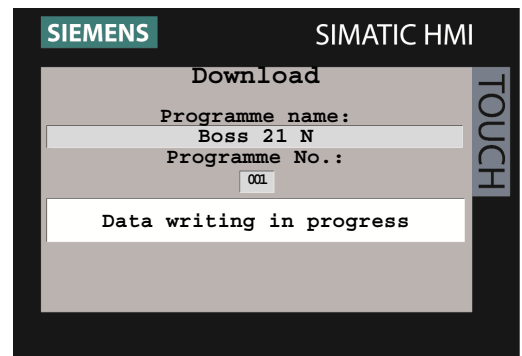 SIEMENS
SIMATIC HMI
TOUCH
Download
Programme name:
Boss 21 N
Programme No.:
001
Data writing in progress